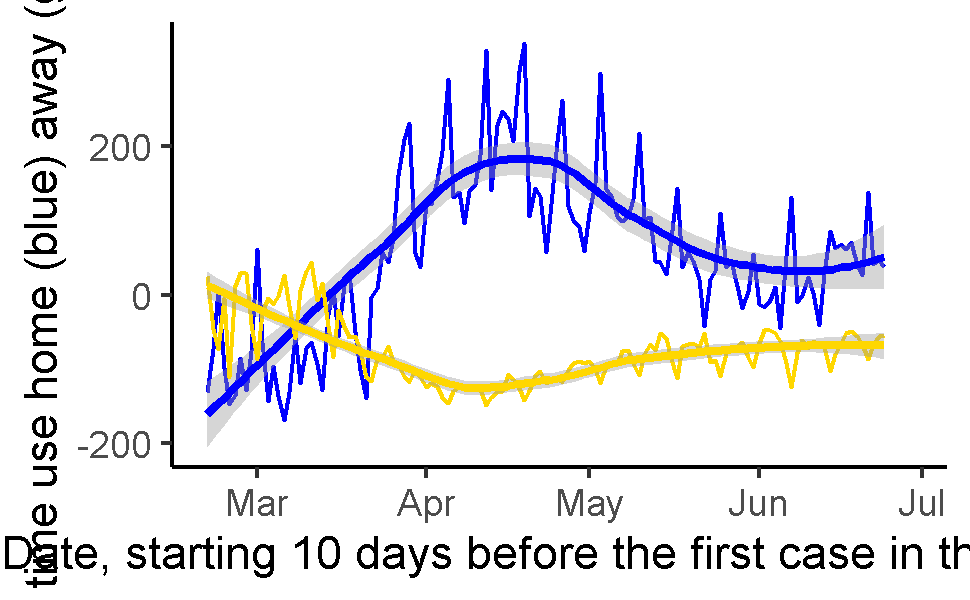 time use home (blue) away (
200
0
-200
Mar Apr May Jun Jul
Date, starting 10 days before the first case in th